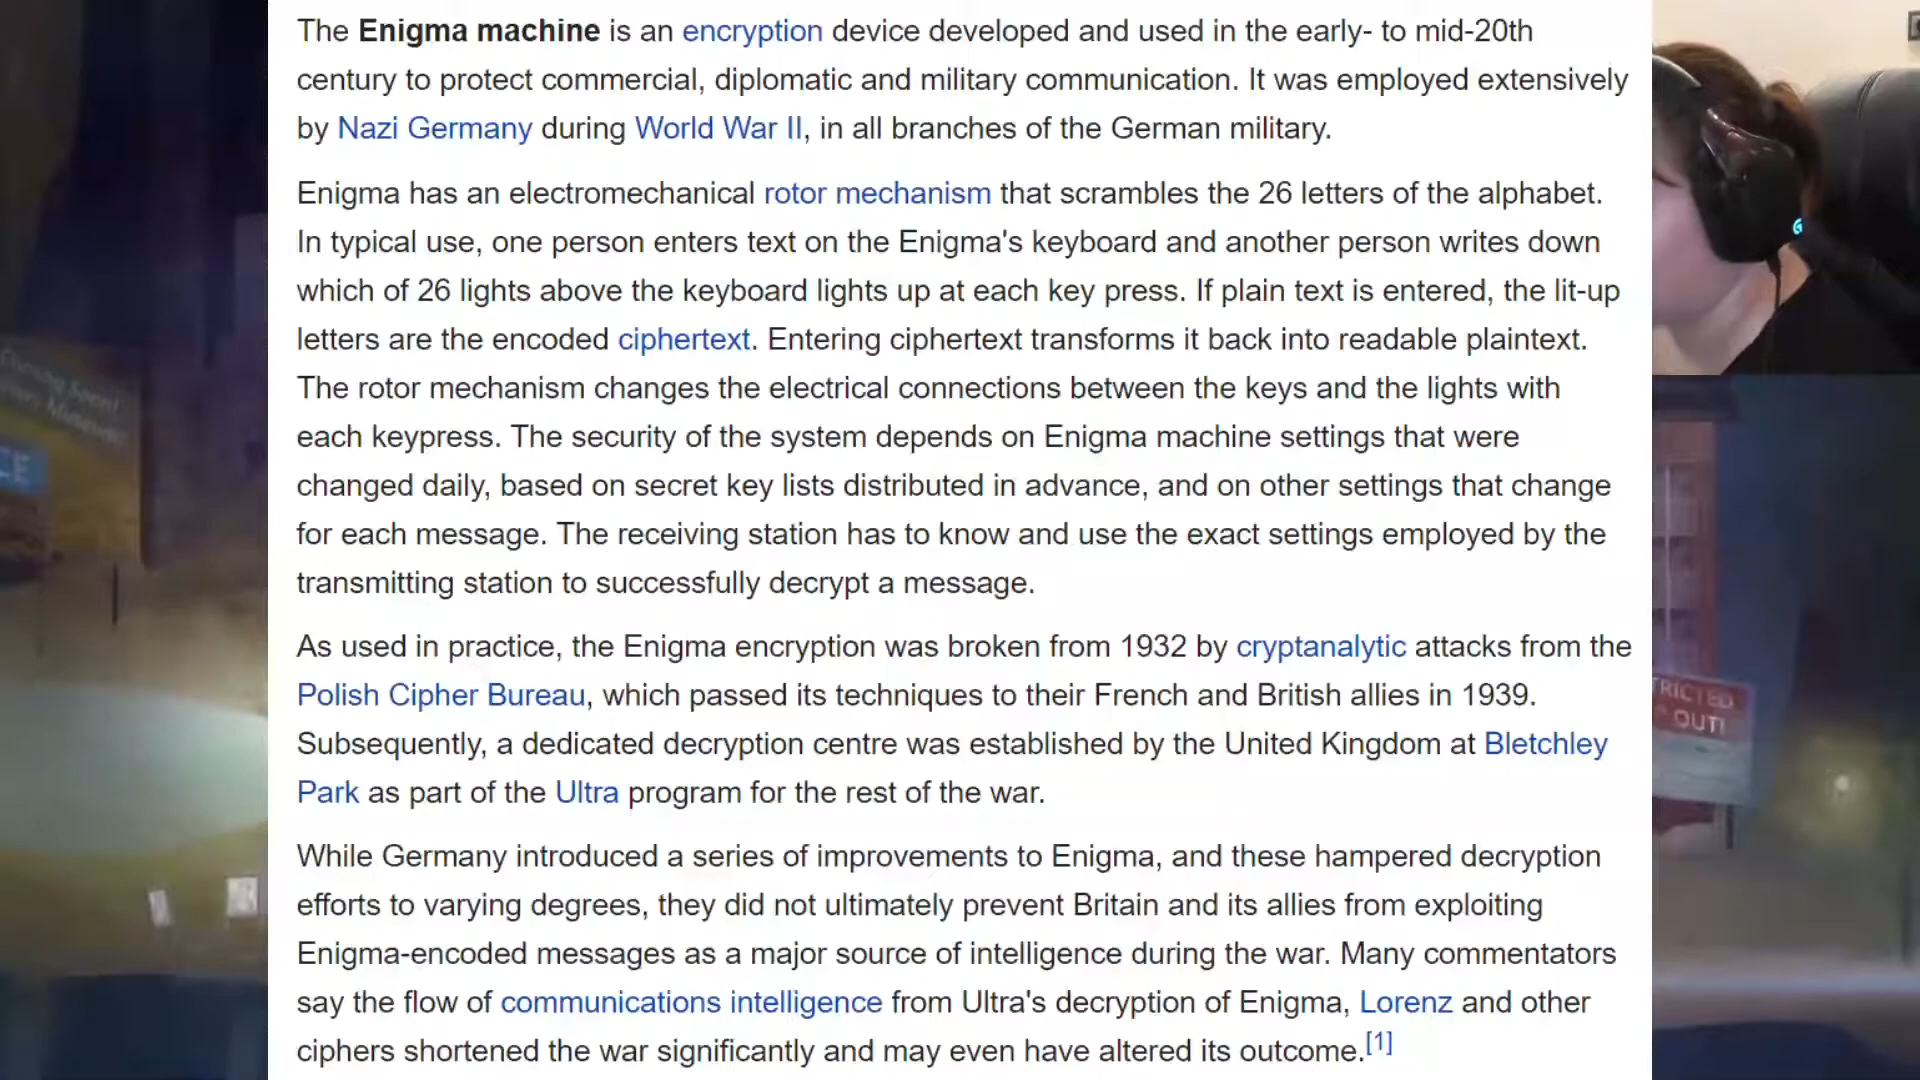 The Enigma machine is an encryption device developed and used in the early- to mid-20th
century to protect commercial, diplomatic and military communication. It was employed extensively
by Nazi Germany during World War II, in all branches of the German military.
Enigma has an electromechanical rotor mechanism that scrambles the 26 letters of the alphabet.
In typical use, one person enters text on the Enigma's keyboard and another person writes down
which of 26 lights above the keyboard lights up at each key press. If plain text is entered, the lit-up
letters are the encoded ciphertext. Entering ciphertext transforms it back into readable plaintext.
The rotor mechanism changes the electrical connections between the keys and the lights with
each keypress. The security of the system depends on Enigma machine settings that were
changed daily, based on secret key lists distributed in advance, and on other settings that change
for each message. The receiving station has to know and use the exact settings employed by the
transmitting station to successfully decrypt a message.
As used in practice, the Enigma encryption was broken from 1932 by cryptanalytic attacks from the
Polish Cipher Bureau, which passed its techniques to their French and British allies in 1939.
Subsequently, a dedicated decryption centre was established by the United Kingdom at Bletchley
Park as part of the Ultra program for the rest of the war.
While Germany introduced a series of improvements to Enigma, and these hampered decryption
efforts to varying degrees, they did not ultimately prevent Britain and its allies from exploiting
Enigma-encoded messages as a major source of intelligence during the war. Many commentators
say the flow of communications intelligence from Ultra's decryption of Enigma, Lorenz and other
ciphers shortened the war significantly and may even have altered its outcome.[1]
TRICTED
OUT!